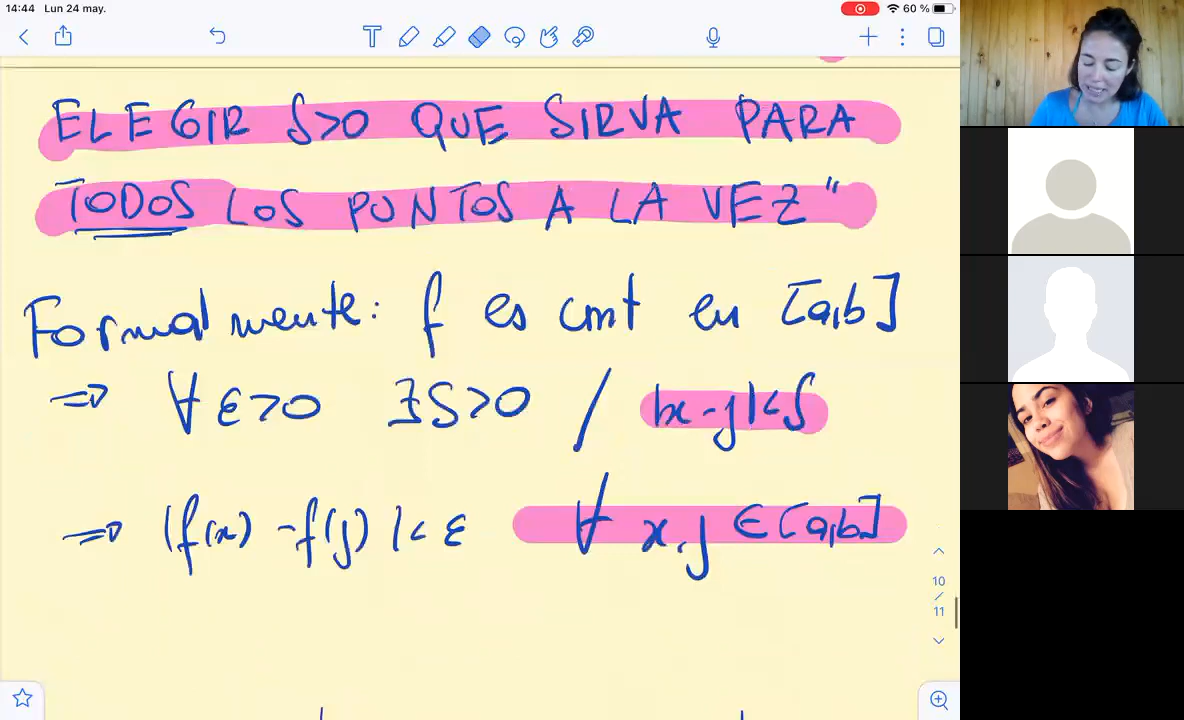 14:44 Lun 24 may. 60 %
ELEGIR δ>0 QUE SIRVA PARA
TODOS LOS PUNTOS A LA VEZ"
Formalmente: f es cont en [a,b]
⇒ ∀ ε>0 ∃δ>0 / |x-y|<δ
⇒ |f(x) -f(y)|< ε ∀ x,y ∈ [a,b]
10
/
11